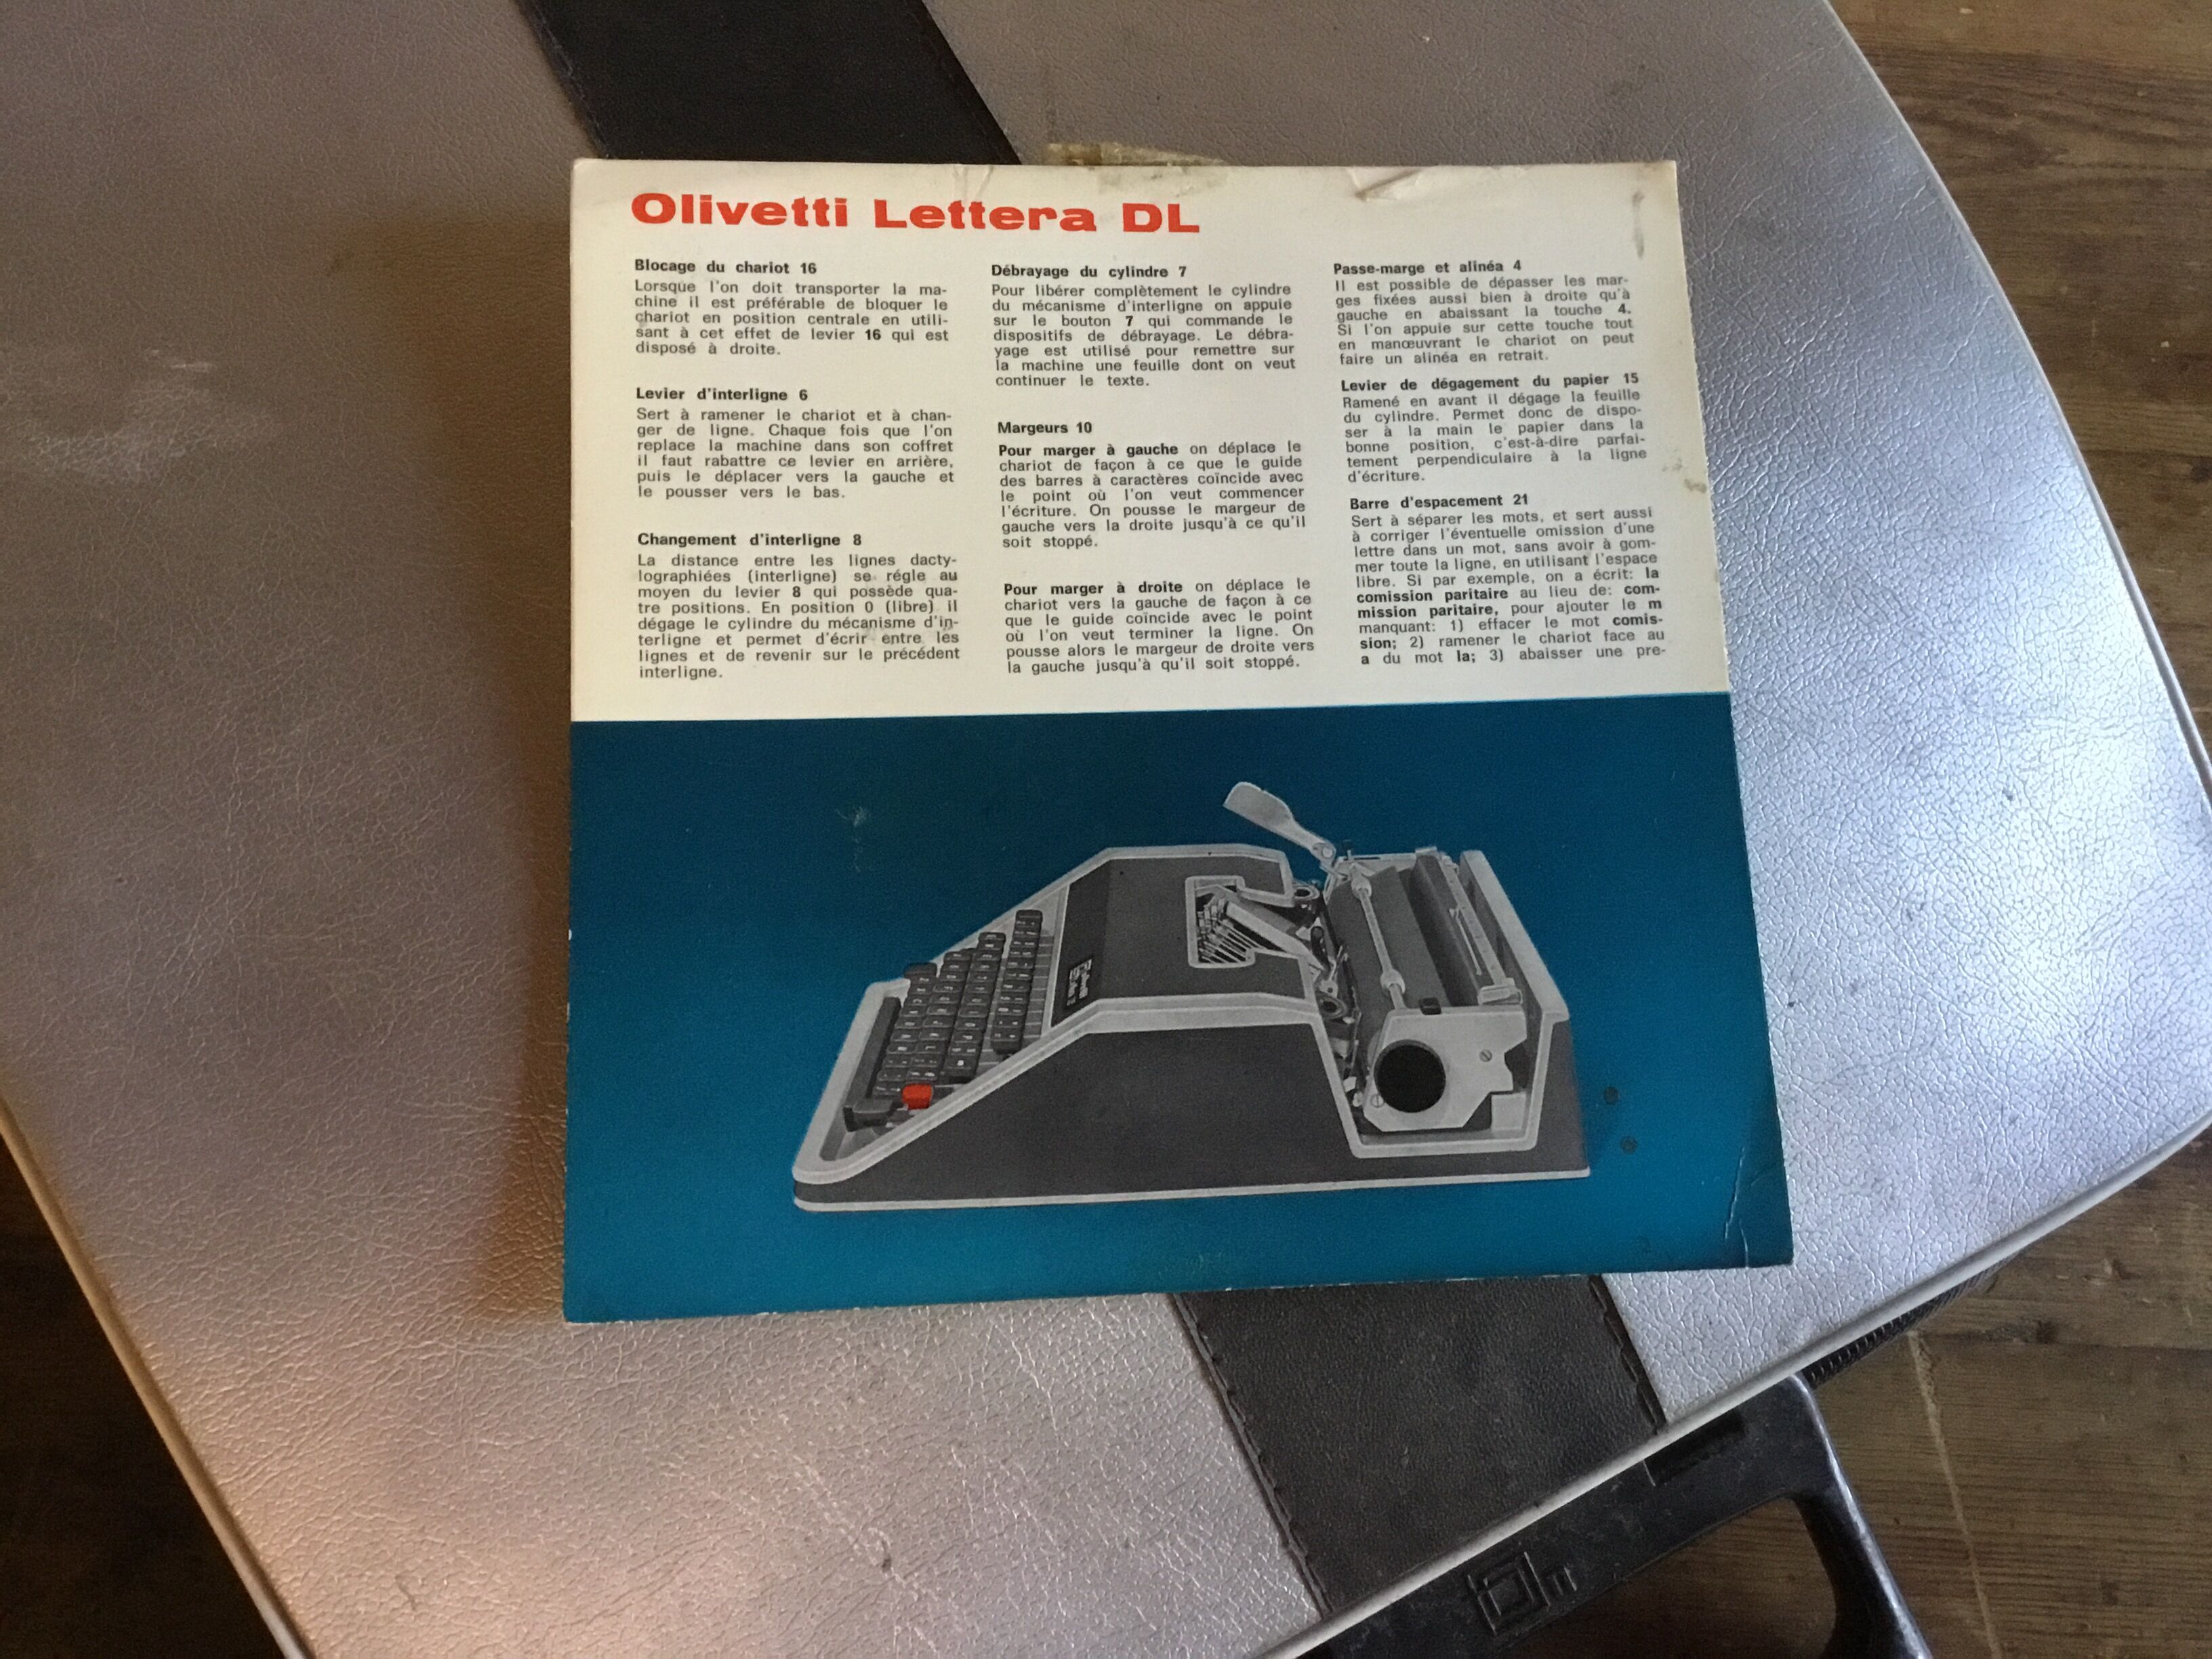 Olivetti Lettera DL
Blocage du chariot 16
Lorsque l'on doit transporter la ma-
chine il est préférable de bloquer le
chariot en position centrale en utili-
sant à cet effet de levier 16 qui est
disposé à droite.
Levier d'interligne 6
Sert à ramener le chariot et à chan-
ger de ligne. Chaque fois que l'on
replace la machine dans son coffret
il faut rabattre ce levier en arrière,
puis le déplacer vers la gauche et
le pousser vers le bas.
Changement d'interligne 8
La distance entre les lignes dacty-
lographiées (interligne) se régle au
moyen du levier 8 qui possède qua-
tre positions. En position 0 (libre) il
dégage le cylindre du mécanisme d'in-
terligne et permet d'écrir entre les
lignes et de revenir sur le précédent
interligne.
Débrayage du cylindre 7
Pour libérer complètement le cylindre
du mécanisme d'interligne on appuie
sur le bouton 7 qui commande le
dispositifs de débrayage. Le débra-
yage est utilisé pour remettre sur
la machine une feuille dont on veut
continuer le texte.
Margeurs 10
Pour marger à gauche on déplace le
chariot de façon à ce que le guide
des barres à caractères coïncide avec
le point où l'on veut commencer
l'écriture. On pousse le margeur de
gauche vers la droite jusqu'à ce qu'il
soit stoppé.
Pour marger à droite on déplace le
chariot vers la gauche de façon à ce
que le guide coïncide avec le point
où l'on veut terminer la ligne. On
pousse alors le margeur de droite vers
la gauche jusqu'à qu'il soit stoppé.
Passe-marge et alinéa 4
Il est possible de dépasser les mar-
ges fixées aussi bien à droite qu'à
gauche en abaissant la touche 4.
Si l'on appuie sur cette touche tout
en manœuvrant le chariot on peut
faire un alinéa en retrait.
Levier de dégagement du papier 15
Ramené en avant il dégage la feuille
du cylindre. Permet donc de dispo-
ser à la main le papier dans la
bonne position, c'est-à-dire parfai-
tement perpendiculaire à la ligne
d'écriture.
Barre d'espacement 21
Sert à séparer les mots, et sert aussi
à corriger l'éventuelle omission d'une
lettre dans un mot, sans avoir à gom-
mer toute la ligne, en utilisant l'espace
libre. Si par exemple, on a écrit: la
comission paritaire au lieu de: com-
mission paritaire, pour ajouter le m
manquant: 1) effacer le mot comis-
sion; 2) ramener le chariot face au
a du mot la; 3) abaisser une pre-